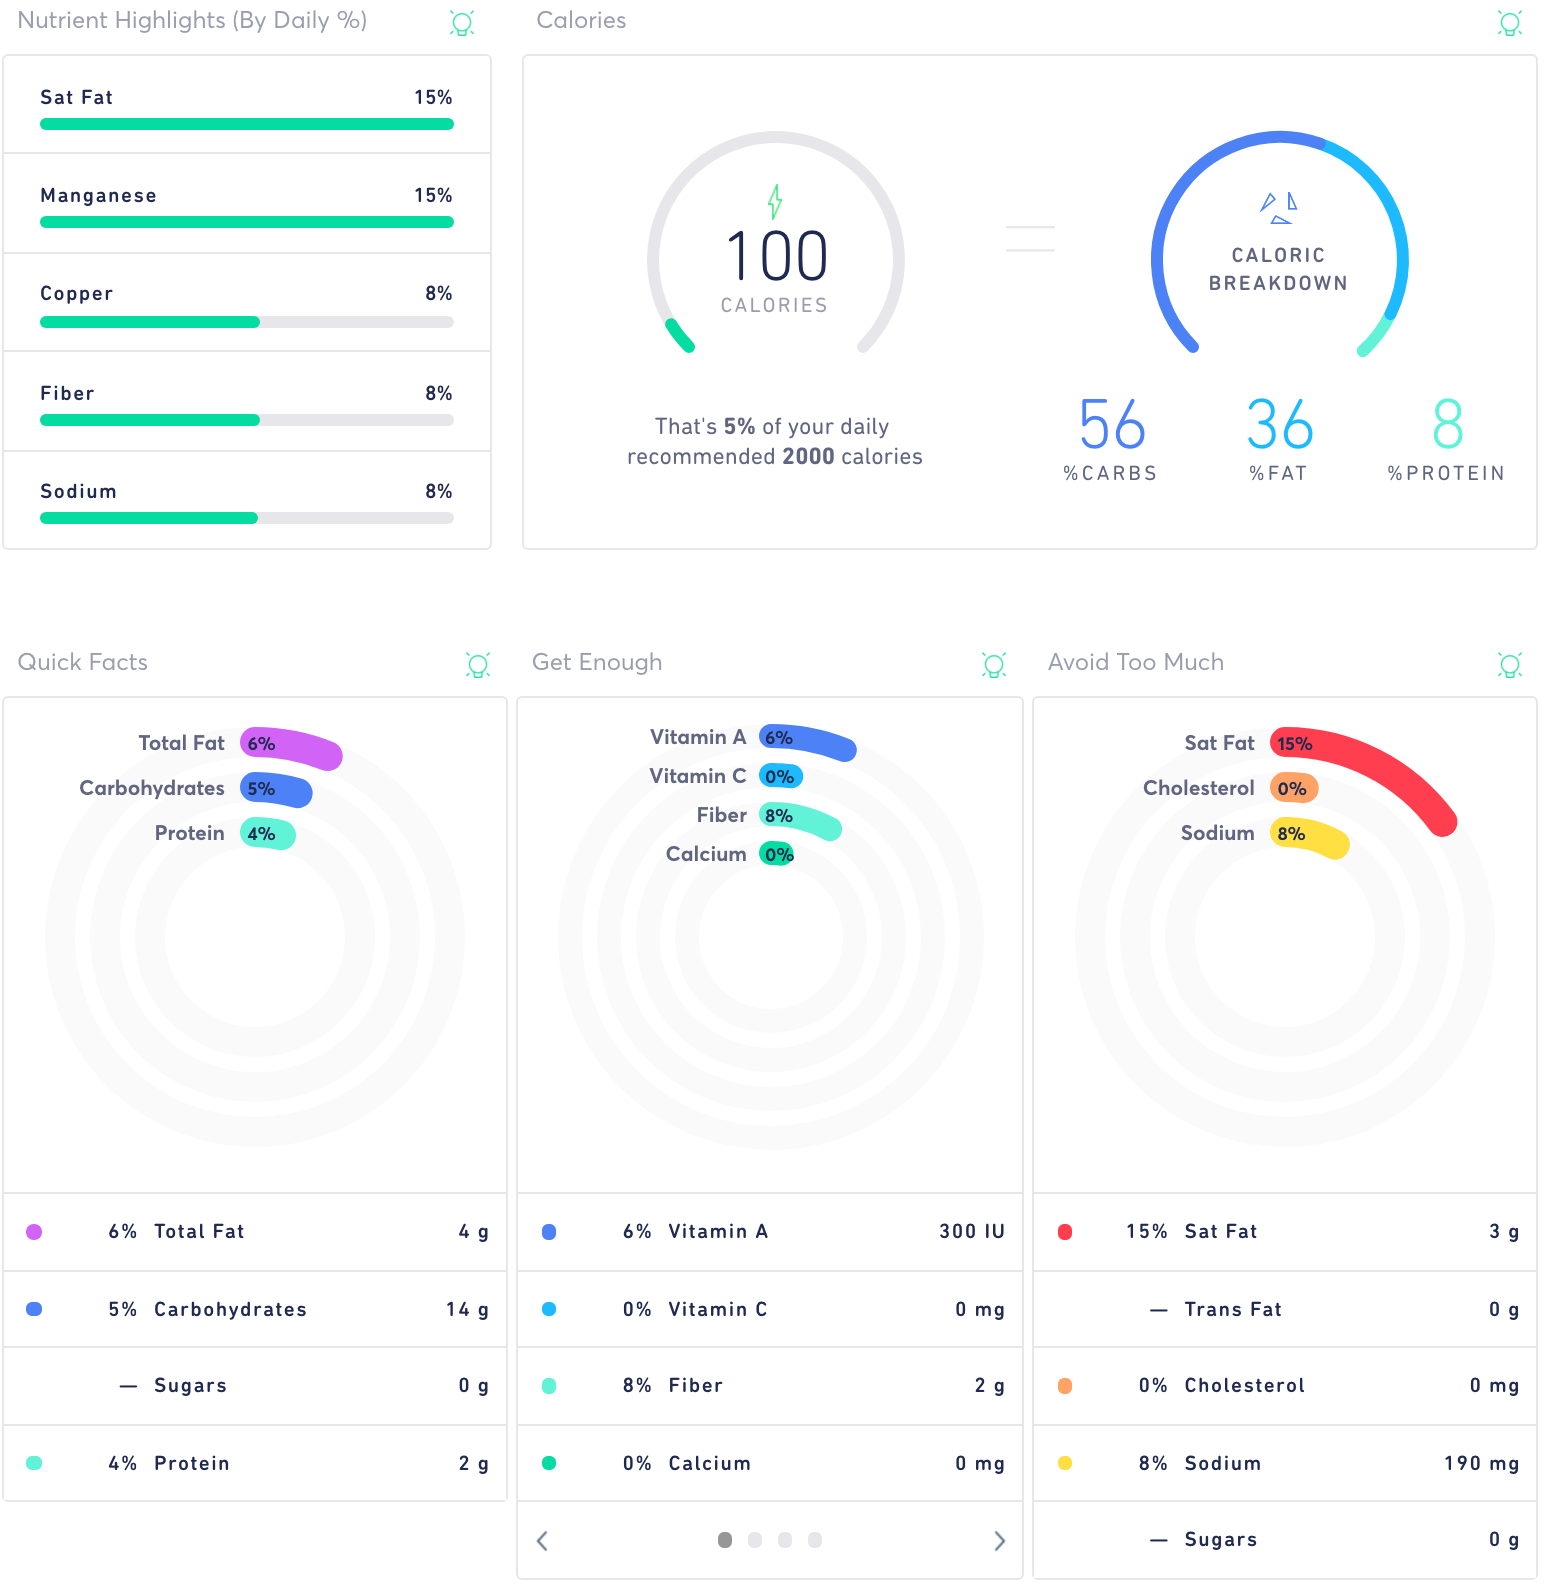 Nutrient Highlights (By Daily %)
Sat Fat 15%
Manganese 15%
Copper 8%
Fiber 8%
Sodium 8%
Calories
100
CALORIES
That's 5% of your daily
recommended 2000 calories
CALORIC
BREAKDOWN
56 36 8
%CARBS %FAT %PROTEIN
Quick Facts
Total Fat 6%
Carbohydrates 5%
Protein 4%
6% Total Fat 4 g
5% Carbohydrates 14 g
— Sugars 0 g
4% Protein 2 g
Get Enough
Vitamin A 6%
Vitamin C 0%
Fiber 8%
Calcium 0%
6% Vitamin A 300 IU
0% Vitamin C 0 mg
8% Fiber 2 g
0% Calcium 0 mg
Avoid Too Much
Sat Fat 15%
Cholesterol 0%
Sodium 8%
15% Sat Fat 3 g
— Trans Fat 0 g
0% Cholesterol 0 mg
8% Sodium 190 mg
— Sugars 0 g